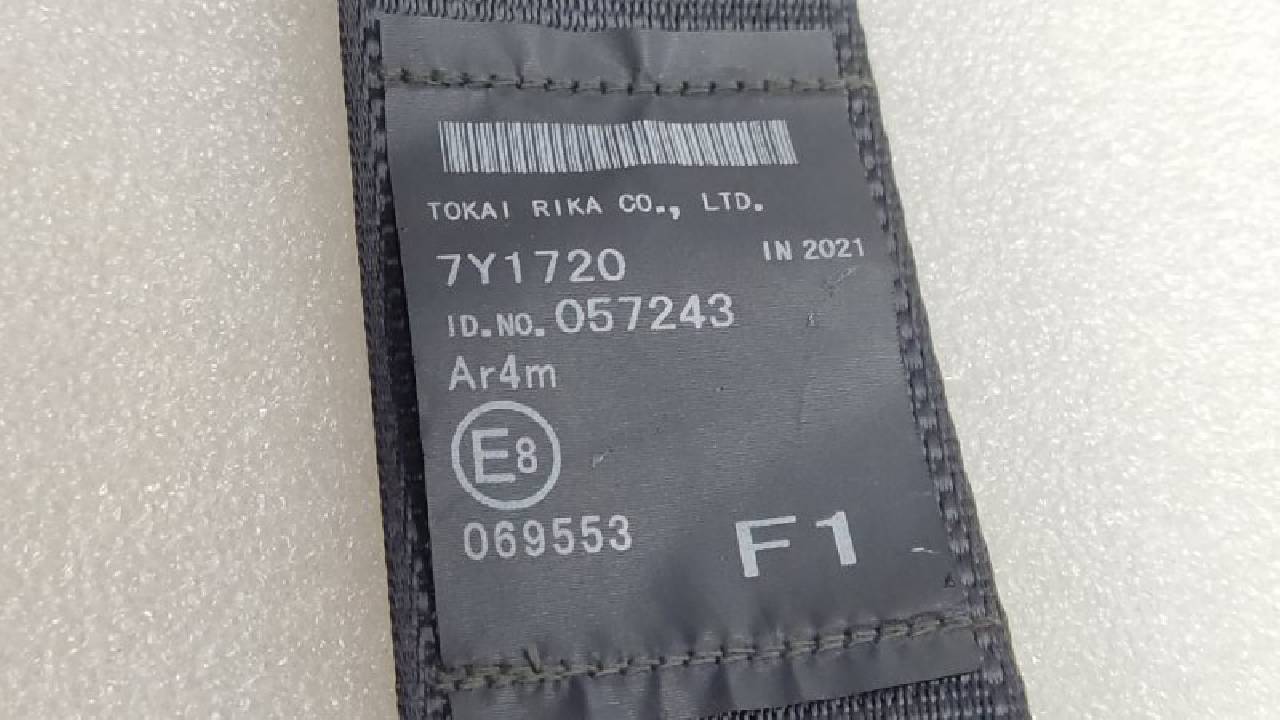 TOKAI RIKA CO., LTD.
7Y1720 IN 2021
ID.NO. 057243
Ar4m
E8
069553
F1